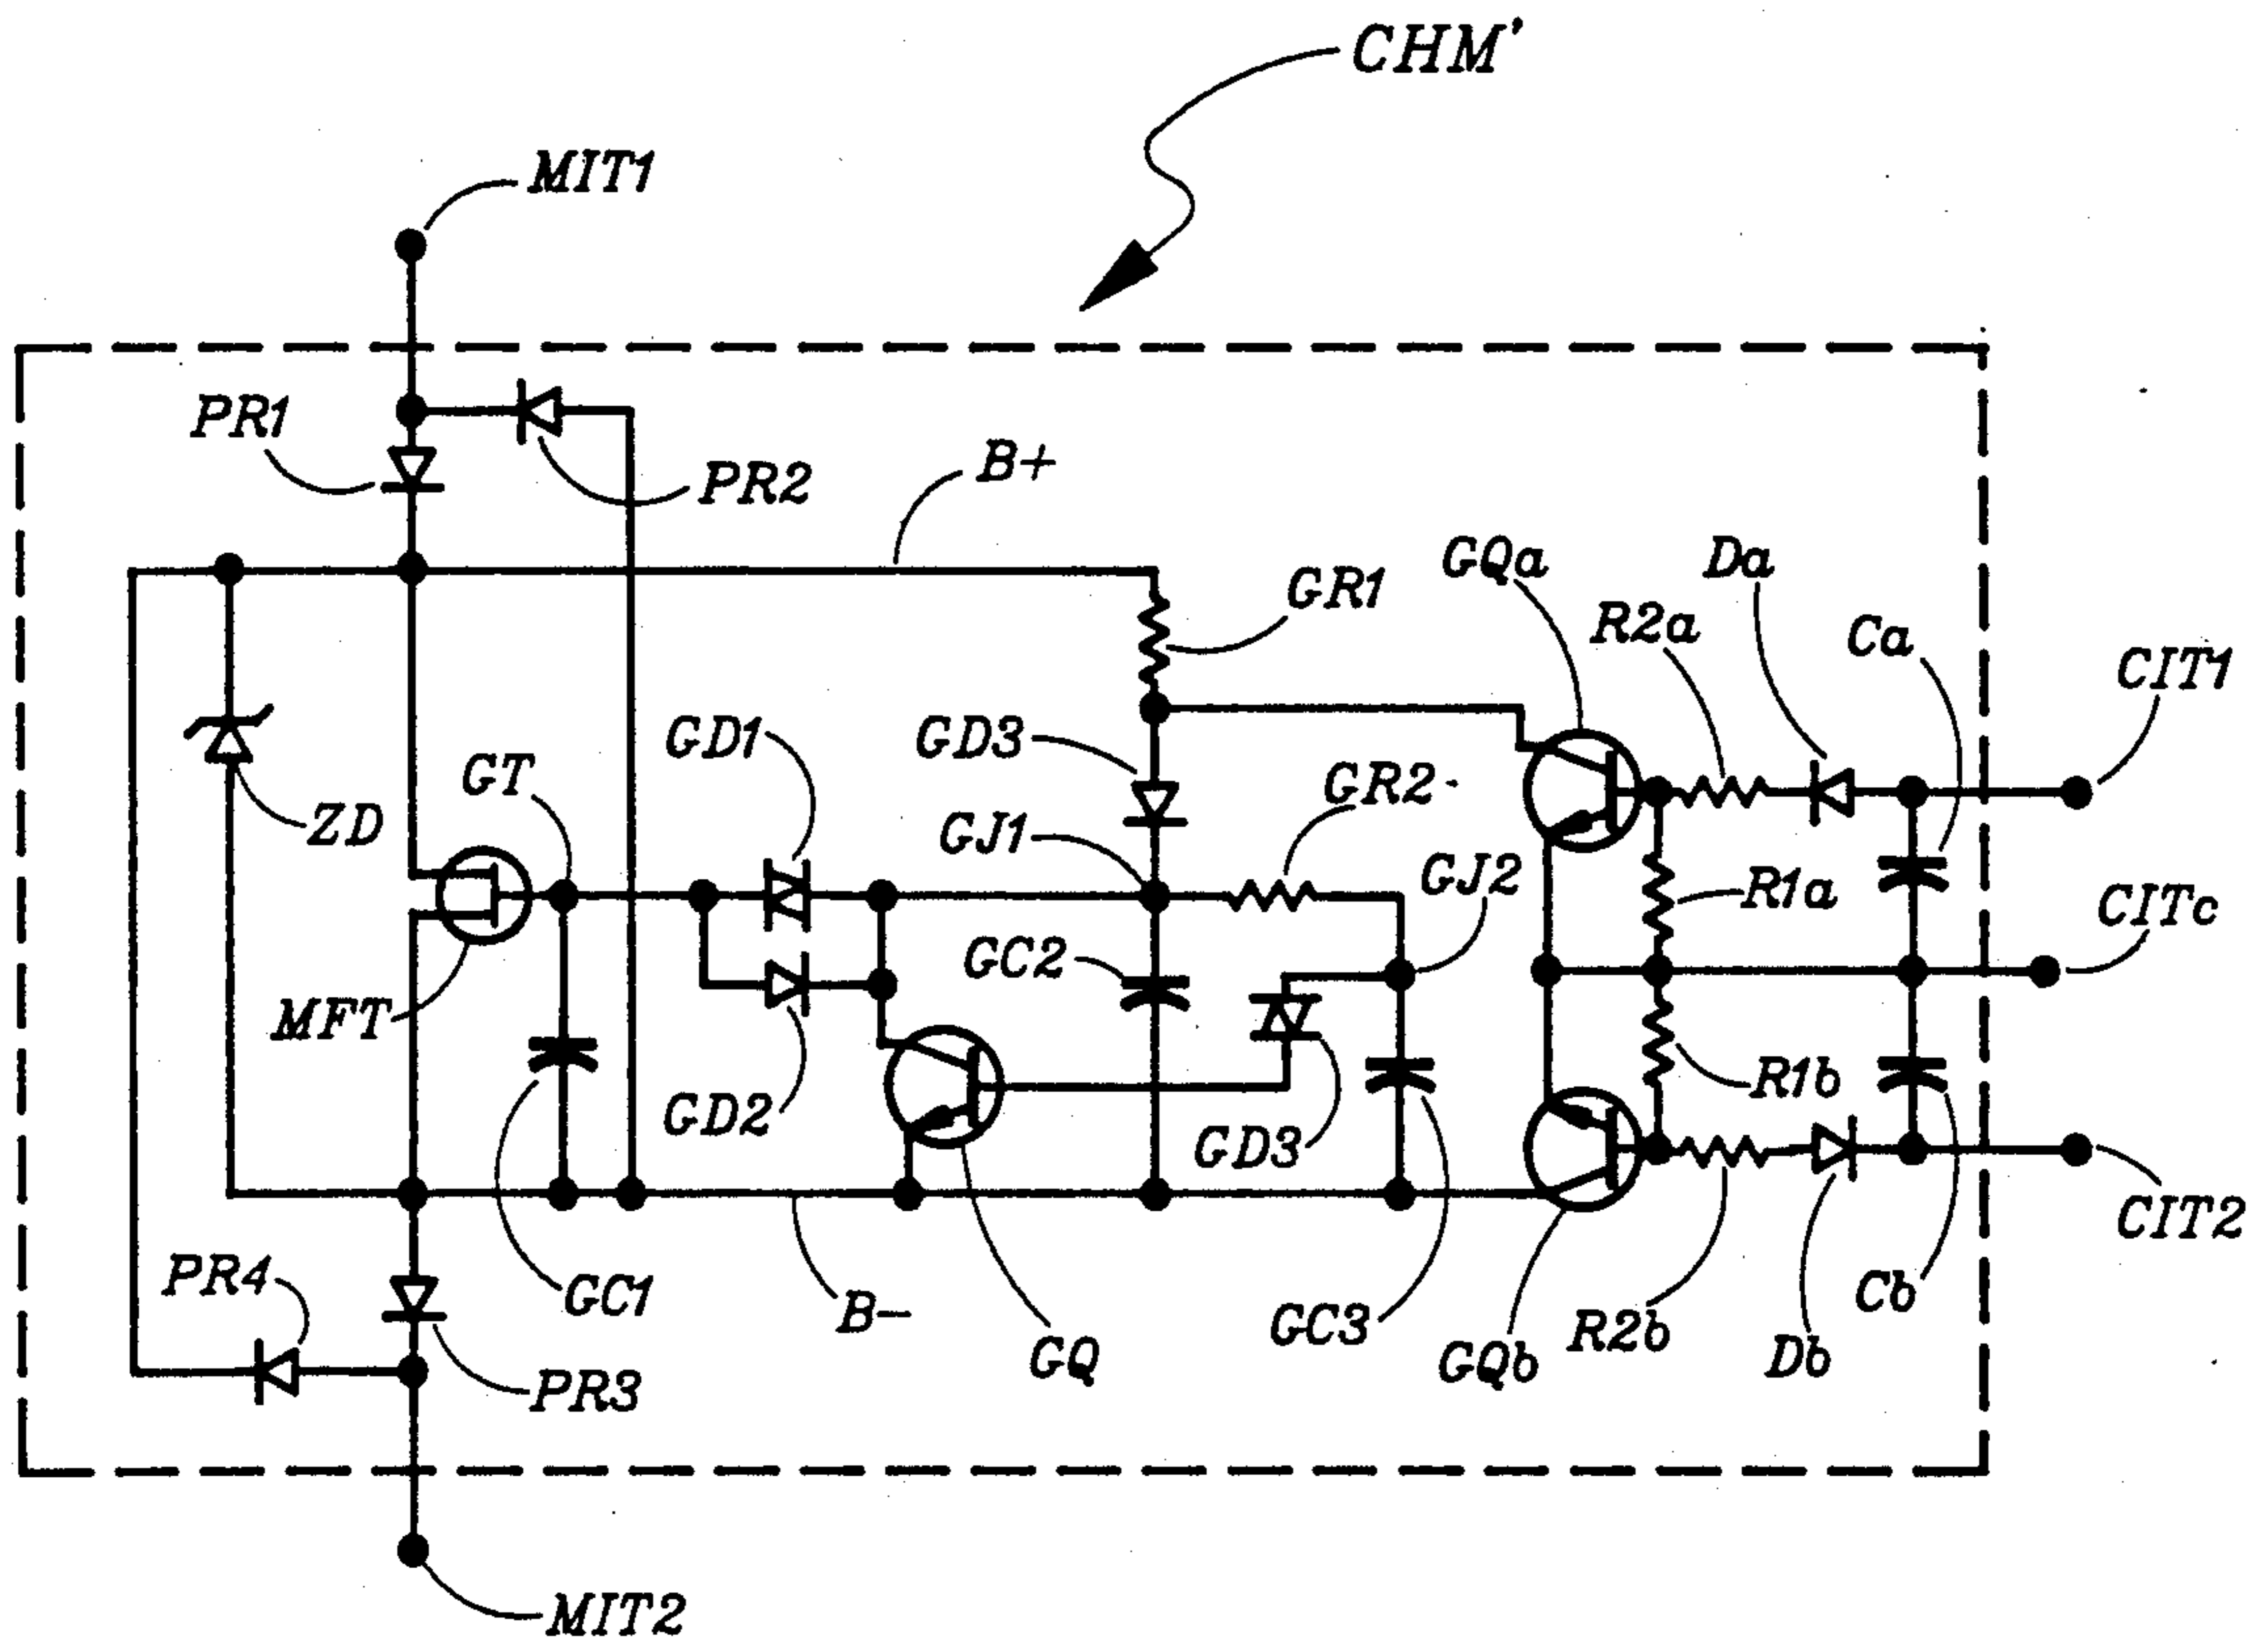 CHM'
MIT1
PR1
PR2
B+
GQa
Da
GR1
R2a
Ca
CIT1
GD1
GD3
GT
GR2-
ZD
GJ1
GJ2
R1a
CITc
GC2
MFT
R1b
GD2
GD3
CIT2
PR4
GC1
B-
GC3
R2b
Cb
GQ
GQb
Db
PR3
MIT2